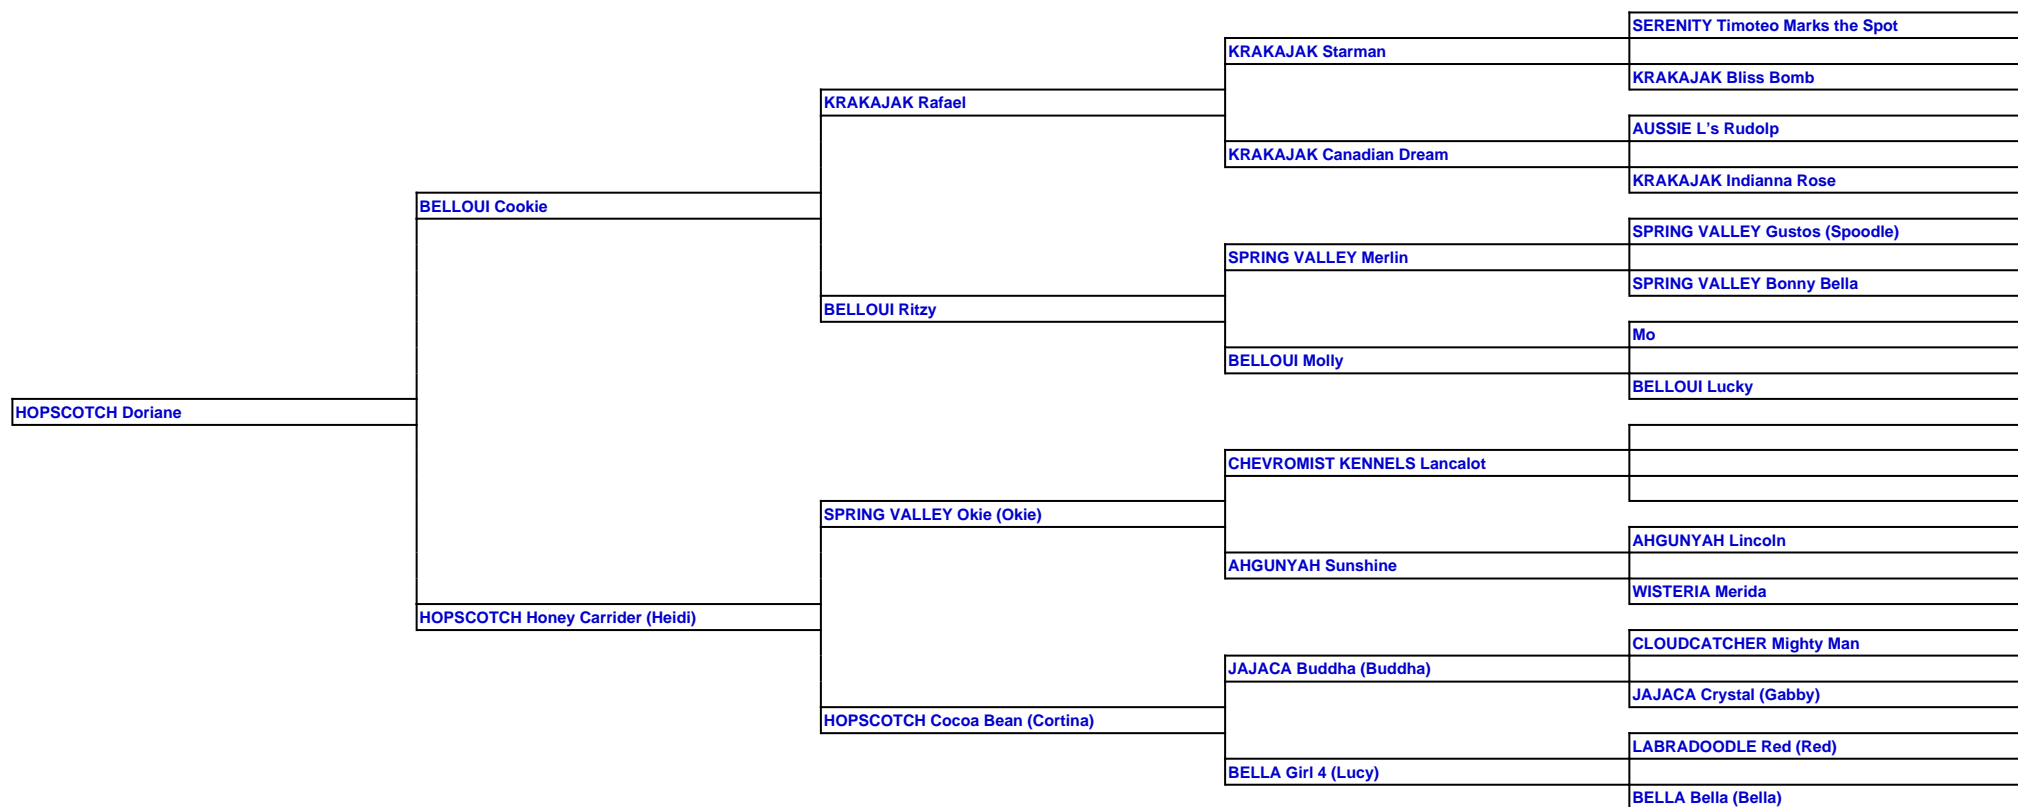 SERENITY Timoteo Marks the Spot
KRAKAJAK Starman
KRAKAJAK Bliss Bomb
KRAKAJAK Rafael
AUSSIE L's Rudolp
KRAKAJAK Canadian Dream
KRAKAJAK Indianna Rose
BELLOUI Cookie
SPRING VALLEY Gustos (Spoodle)
SPRING VALLEY Merlin
SPRING VALLEY Bonny Bella
BELLOUI Ritzy
Mo
BELLOUI Molly
BELLOUI Lucky
HOPSCOTCH Doriane
CHEVROMIST KENNELS Lancalot
SPRING VALLEY Okie (Okie)
AHGUNYAH Lincoln
AHGUNYAH Sunshine
WISTERIA Merida
HOPSCOTCH Honey Carrider (Heidi)
CLOUDCATCHER Mighty Man
JAJACA Buddha (Buddha)
JAJACA Crystal (Gabby)
HOPSCOTCH Cocoa Bean (Cortina)
LABRADOODLE Red (Red)
BELLA Girl 4 (Lucy)
BELLA Bella (Bella)